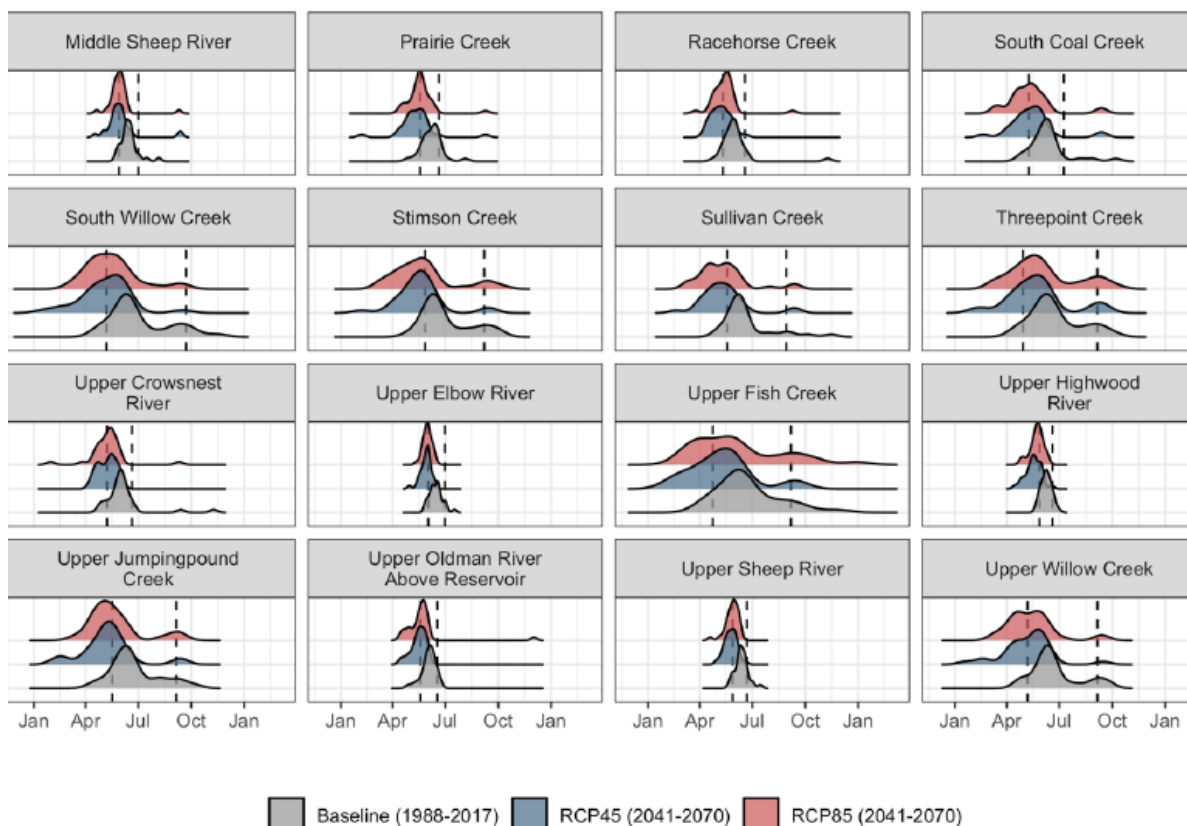 Middle Sheep River
Prairie Creek
Racehorse Creek
South Coal Creek
South Willow Creek
Stimson Creek
Sullivan Creek
Threepoint Creek
Upper Crowsnest
River
Upper Elbow River
Upper Fish Creek
Upper Highwood
River
Upper Jumpingpound
Creek
Upper Oldman River
Above Reservoir
Upper Sheep River
Upper Willow Creek
Jan Apr Jul Oct Jan
Jan Apr Jul Oct Jan
Jan Apr Jul Oct Jan
Jan Apr Jul Oct Jan
Baseline (1988-2017) RCP45 (2041-2070) RCP85 (2041-2070)